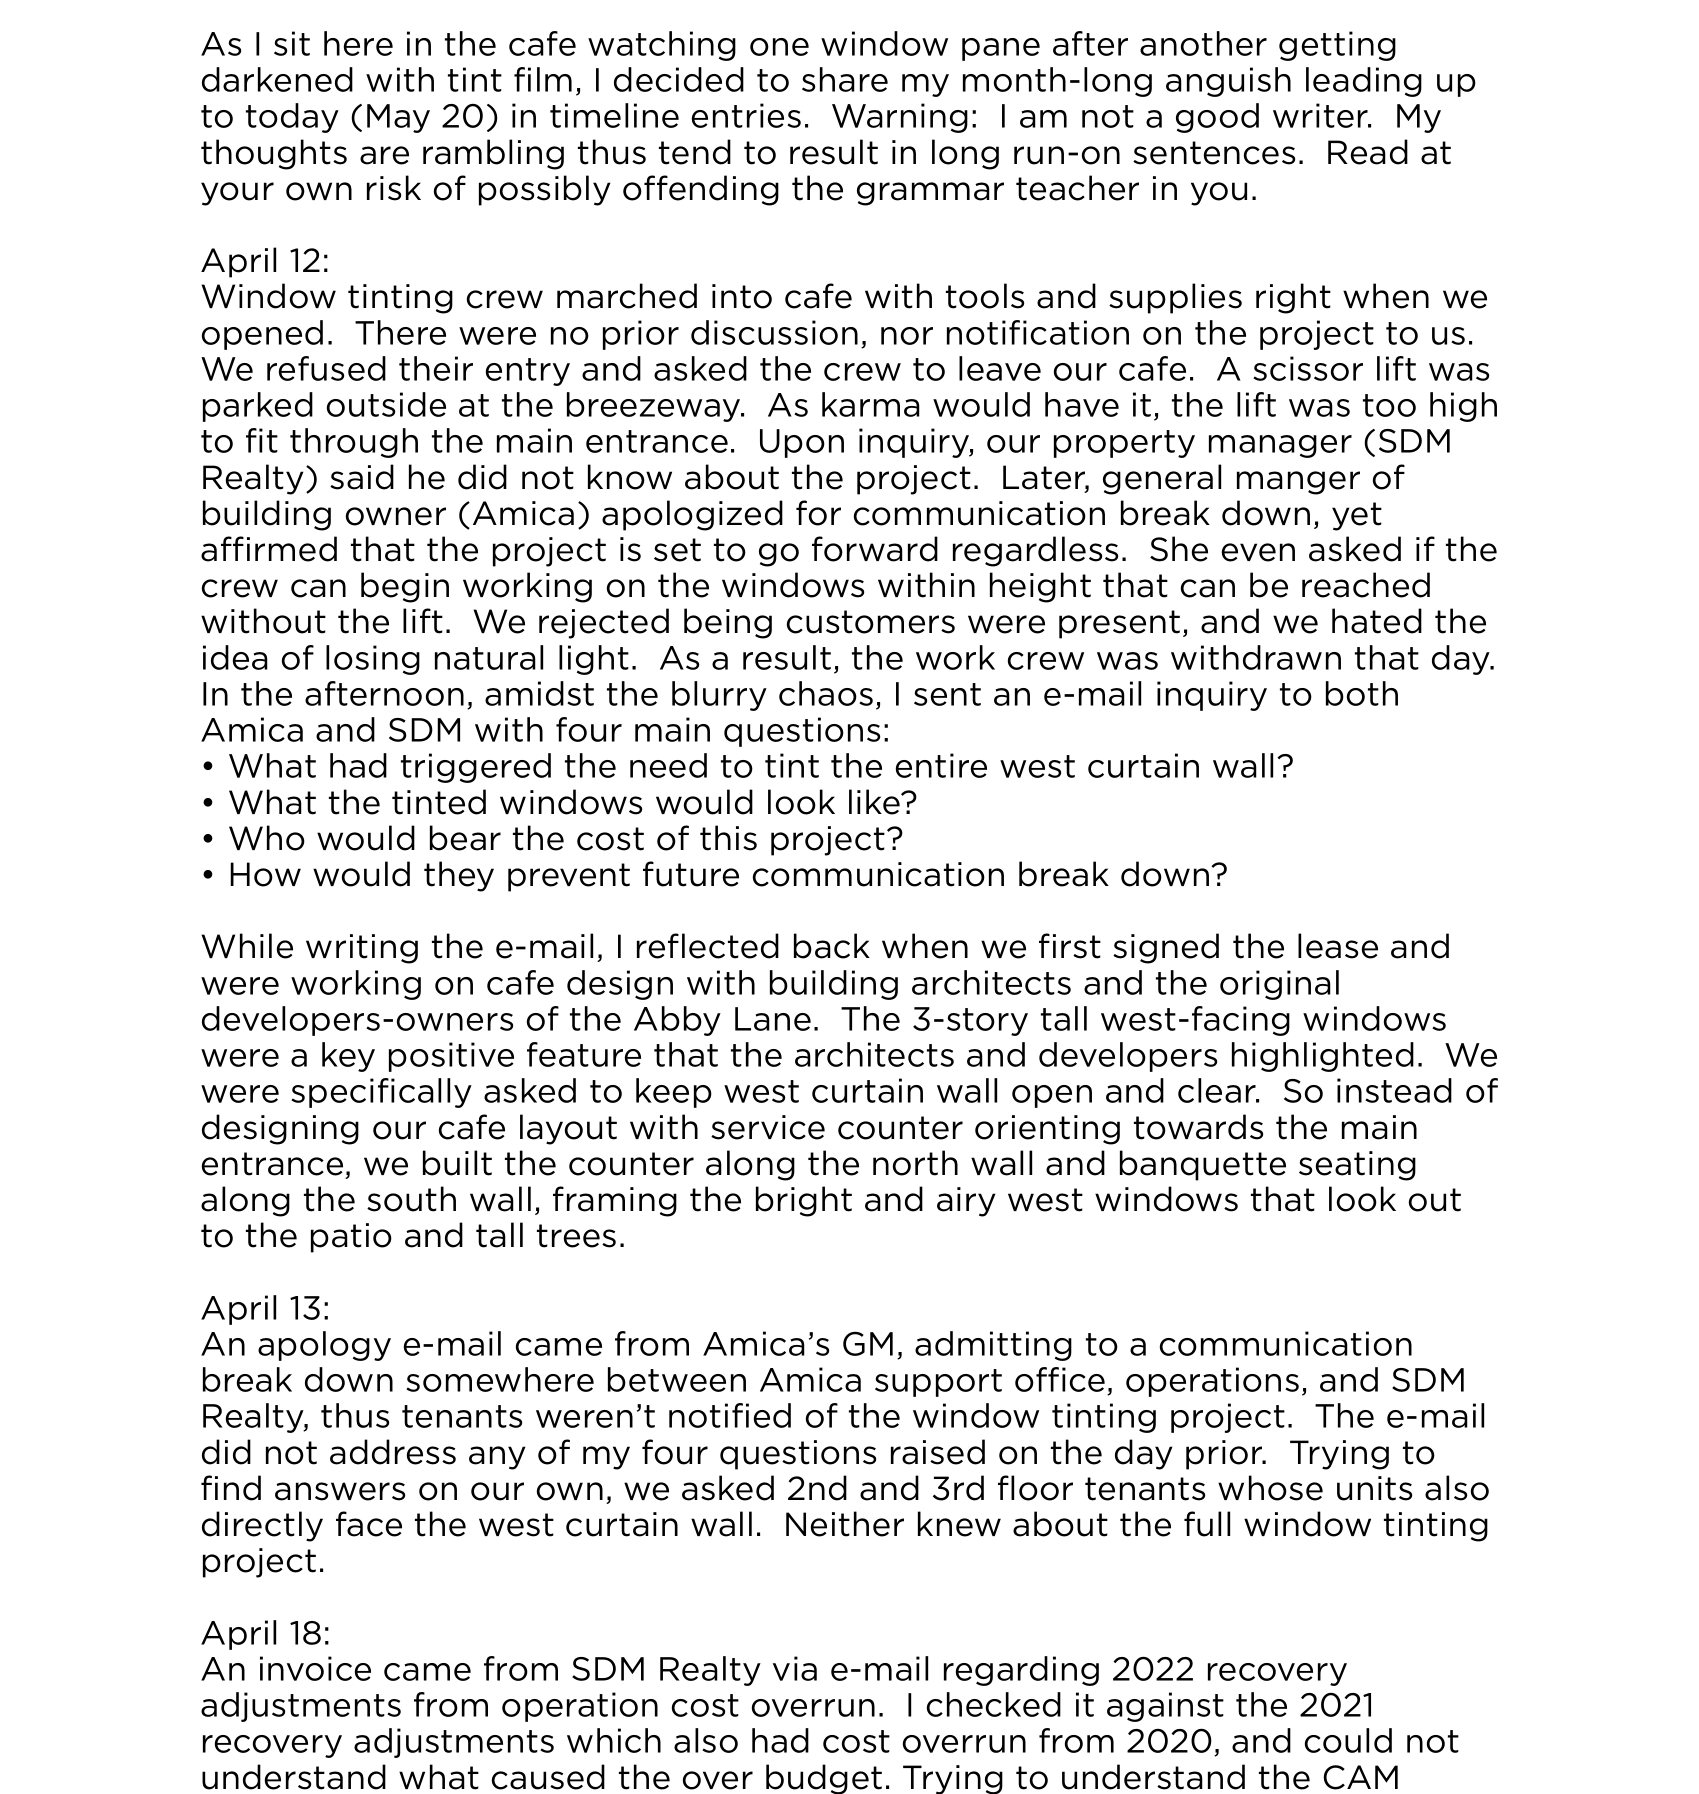 As I sit here in the cafe watching one window pane after another getting
darkened with tint film, I decided to share my month-long anguish leading up
to today (May 20) in timeline entries.  Warning:  I am not a good writer.  My
thoughts are rambling thus tend to result in long run-on sentences.  Read at
your own risk of possibly offending the grammar teacher in you.

April 12:
Window tinting crew marched into cafe with tools and supplies right when we
opened.  There were no prior discussion, nor notification on the project to us.
We refused their entry and asked the crew to leave our cafe.  A scissor lift was
parked outside at the breezeway.  As karma would have it, the lift was too high
to fit through the main entrance.  Upon inquiry, our property manager (SDM
Realty) said he did not know about the project.  Later, general manger of
building owner (Amica) apologized for communication break down, yet
affirmed that the project is set to go forward regardless.  She even asked if the
crew can begin working on the windows within height that can be reached
without the lift.  We rejected being customers were present, and we hated the
idea of losing natural light.  As a result, the work crew was withdrawn that day.
In the afternoon, amidst the blurry chaos, I sent an e-mail inquiry to both
Amica and SDM with four main questions:
• What had triggered the need to tint the entire west curtain wall?
• What the tinted windows would look like?
• Who would bear the cost of this project?
• How would they prevent future communication break down?

While writing the e-mail, I reflected back when we first signed the lease and
were working on cafe design with building architects and the original
developers-owners of the Abby Lane.  The 3-story tall west-facing windows
were a key positive feature that the architects and developers highlighted.  We
were specifically asked to keep west curtain wall open and clear.  So instead of
designing our cafe layout with service counter orienting towards the main
entrance, we built the counter along the north wall and banquette seating
along the south wall, framing the bright and airy west windows that look out
to the patio and tall trees.

April 13:
An apology e-mail came from Amica’s GM, admitting to a communication
break down somewhere between Amica support office, operations, and SDM
Realty, thus tenants weren’t notified of the window tinting project.  The e-mail
did not address any of my four questions raised on the day prior.  Trying to
find answers on our own, we asked 2nd and 3rd floor tenants whose units also
directly face the west curtain wall.  Neither knew about the full window tinting
project.

April 18:
An invoice came from SDM Realty via e-mail regarding 2022 recovery
adjustments from operation cost overrun.  I checked it against the 2021
recovery adjustments which also had cost overrun from 2020, and could not
understand what caused the over budget. Trying to understand the CAM